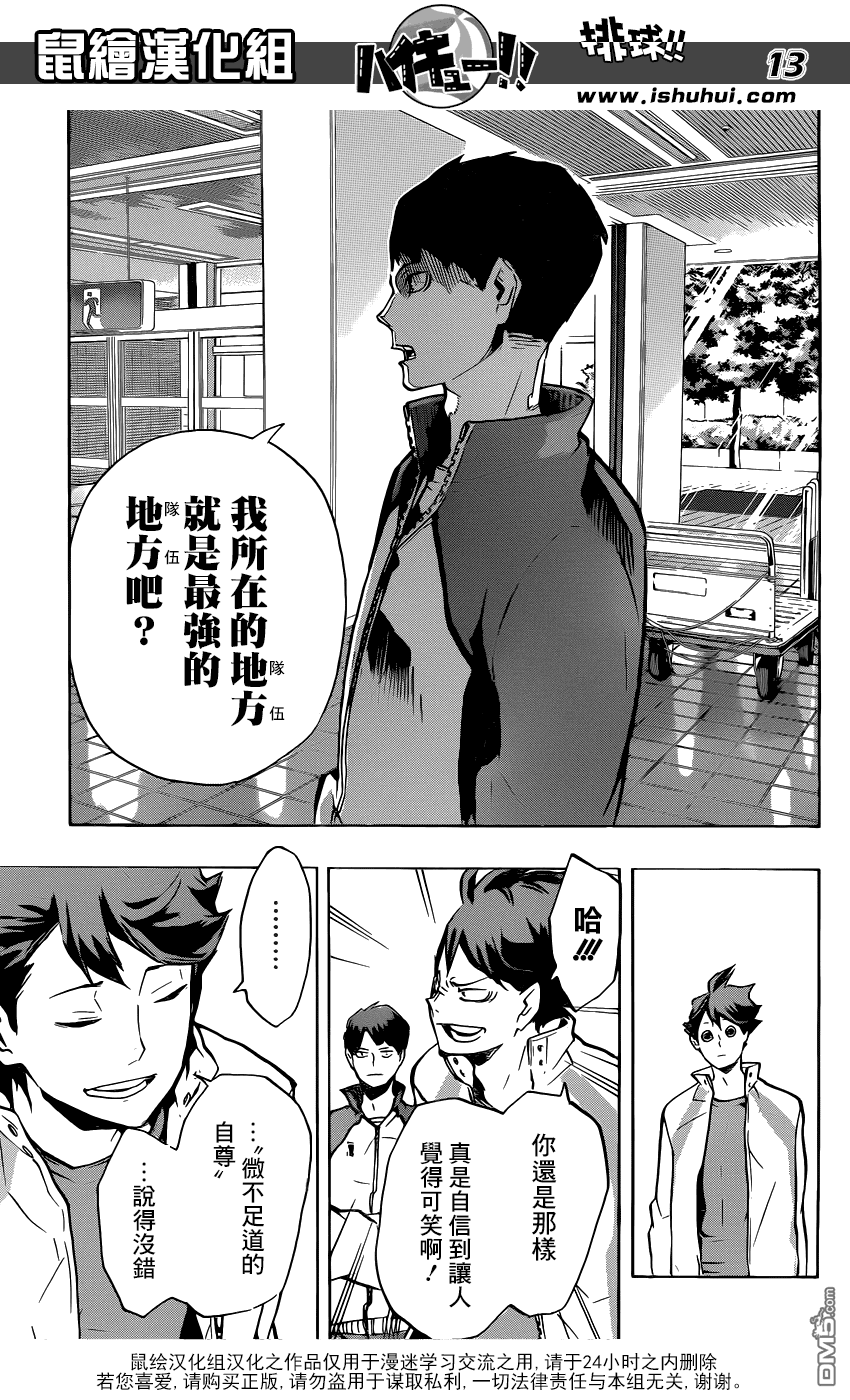 鼠繪漢化組
ハイキュー!!
排球!!
13
www.ishuhui.com
我所在的地方
隊伍
就是最強的
地方吧?
隊伍
哈!!!
你還是那樣
真是自信到讓人
覺得可笑啊!
………
…“微不足道的
自尊”
…說得沒錯
DM5.com
鼠绘汉化组汉化之作品仅用于漫迷学习交流之用,请于24小时之内删除
若您喜爱,请购买正版,请勿盗用于谋取私利,一切法律责任与本组无关,谢谢。